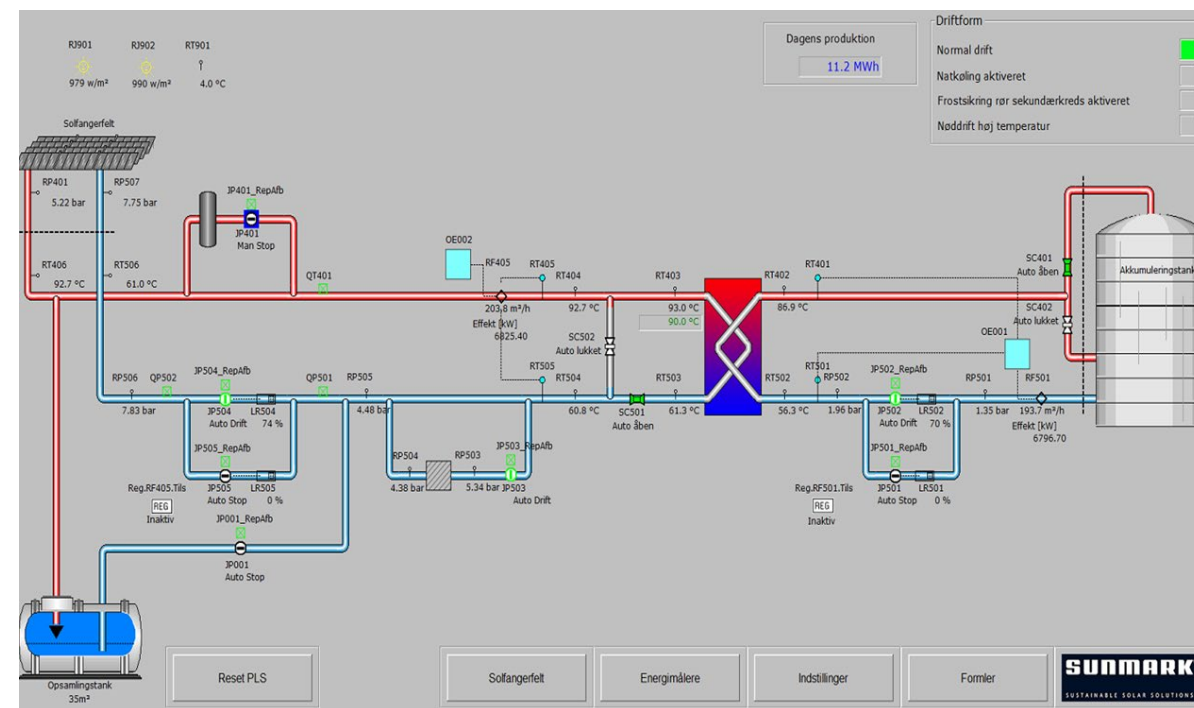 RJ901
RJ902
RT901
979 w/m²
990 w/m²
4.0 °C
Dagens produktion
11.2 MWh
Driftform
Normal drift
Natkøling aktiveret
Frostsikring rør sekundærkreds aktiveret
Nøddrift høj temperatur
Solfangerfelt
RP401
5.22 bar
RP507
7.75 bar
JP401_RepAfb
JP401
Man Stop
RT406
92.7 °C
RT506
61.0 °C
QT401
OE002
RF405
203.8 m³/h
Effekt [kW]
6825.40
RT405
RT404
92.7 °C
RT403
93.0 °C
90.0 °C
RT402
86.9 °C
RT401
SC401
Auto åben
SC402
Auto lukket
Akkumuleringstank
SC502
Auto lukket
OE001
RP506
7.83 bar
QP502
JP504_RepAfb
JP504
Auto Drift
LR504
74 %
QP501
RP505
4.48 bar
RT505
RT504
60.8 °C
SC501
Auto åben
RT503
61.3 °C
RT502
56.3 °C
RT501
RP502
1.96 bar
JP502_RepAfb
JP502
Auto Drift
LR502
70 %
RP501
1.35 bar
RF501
193.7 m³/h
Effekt [kW]
6796.70
JP505_RepAfb
JP505
Auto Stop
LR505
0 %
RP504
4.38 bar
RP503
5.34 bar
JP503_RepAfb
JP503
Auto Drift
JP501_RepAfb
JP501
Auto Stop
LR501
0 %
Reg.RF405.Tils
REG
Inaktiv
Reg.RF501.Tils
REG
Inaktiv
JP001_RepAfb
JP001
Auto Stop
Opsamlingstank
35m³
Reset PLS
Solfangerfelt
Energimålere
Indstillinger
Formler
SUNMARK
SUSTAINABLE SOLAR SOLUTIONS